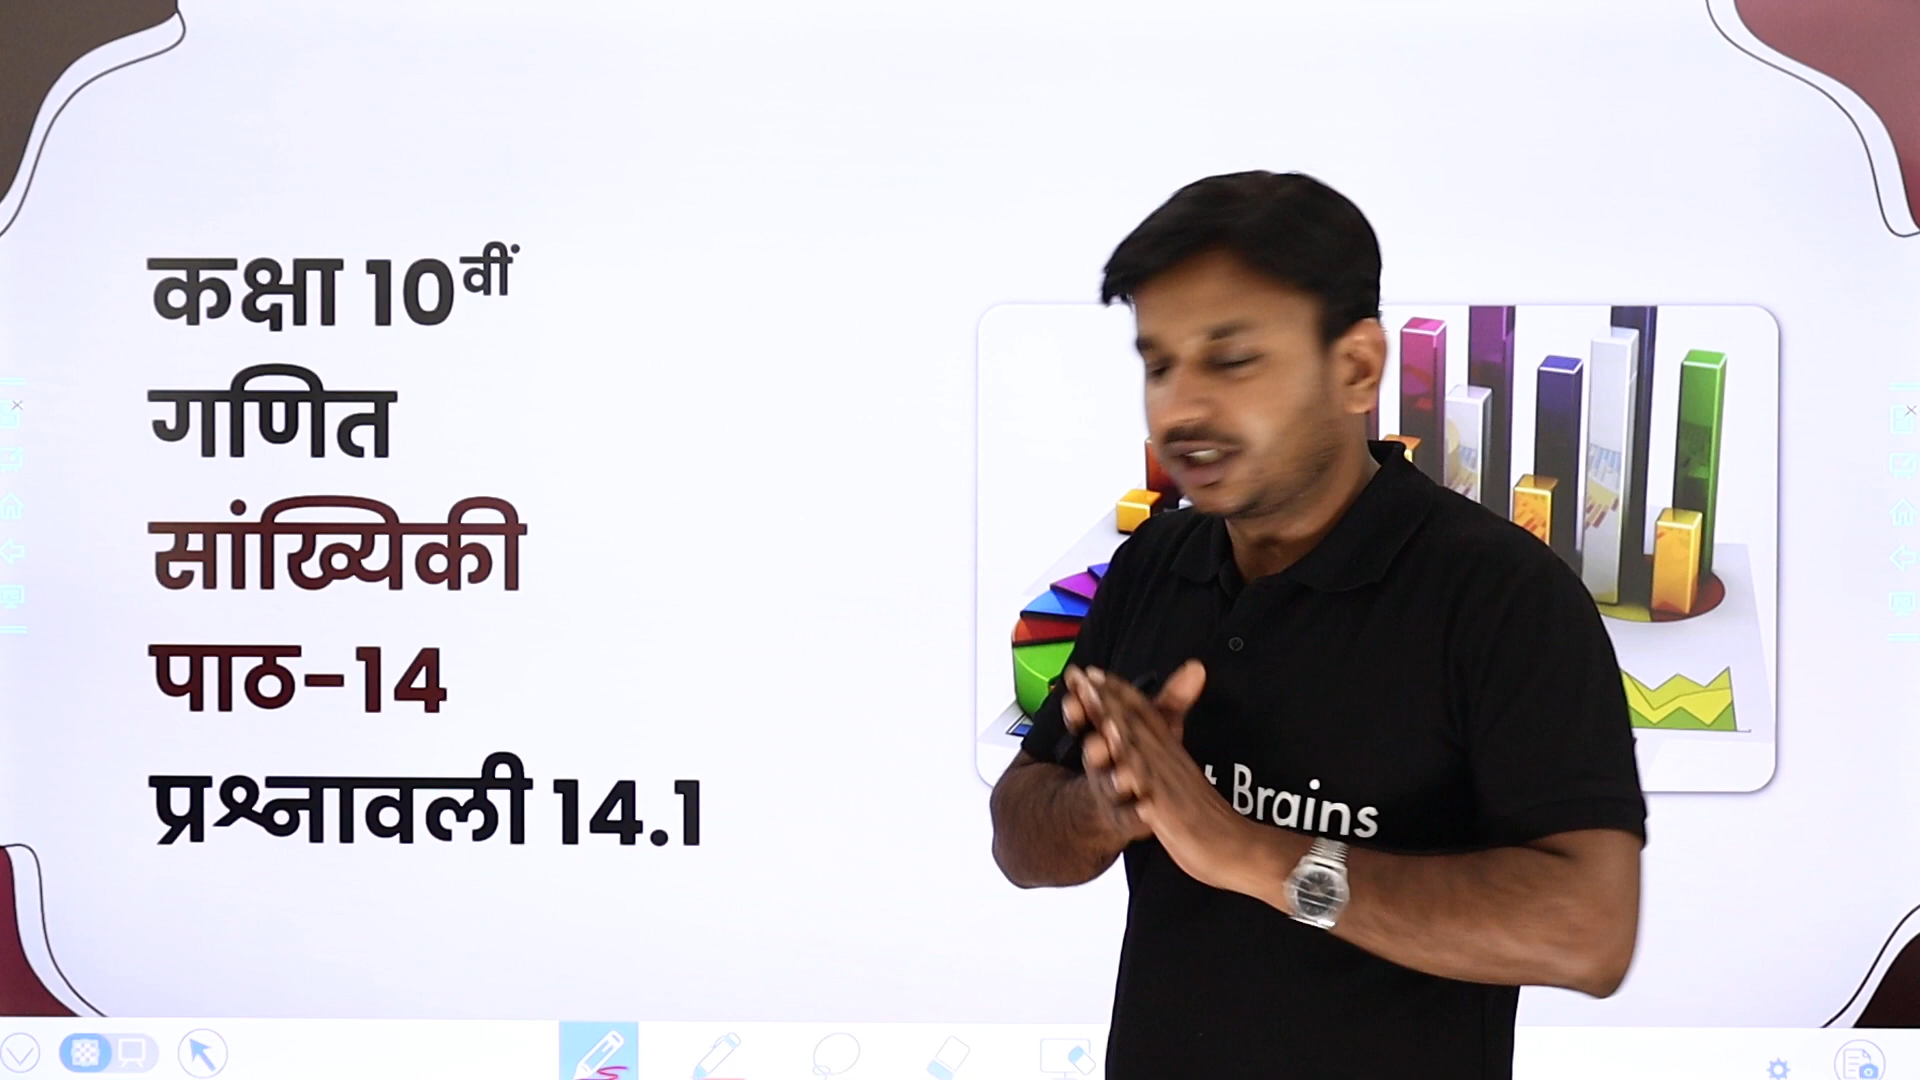 कक्षा 10वीं
गणित
सांख्यिकी
पाठ-14
प्रश्नावली 14.1
Brains